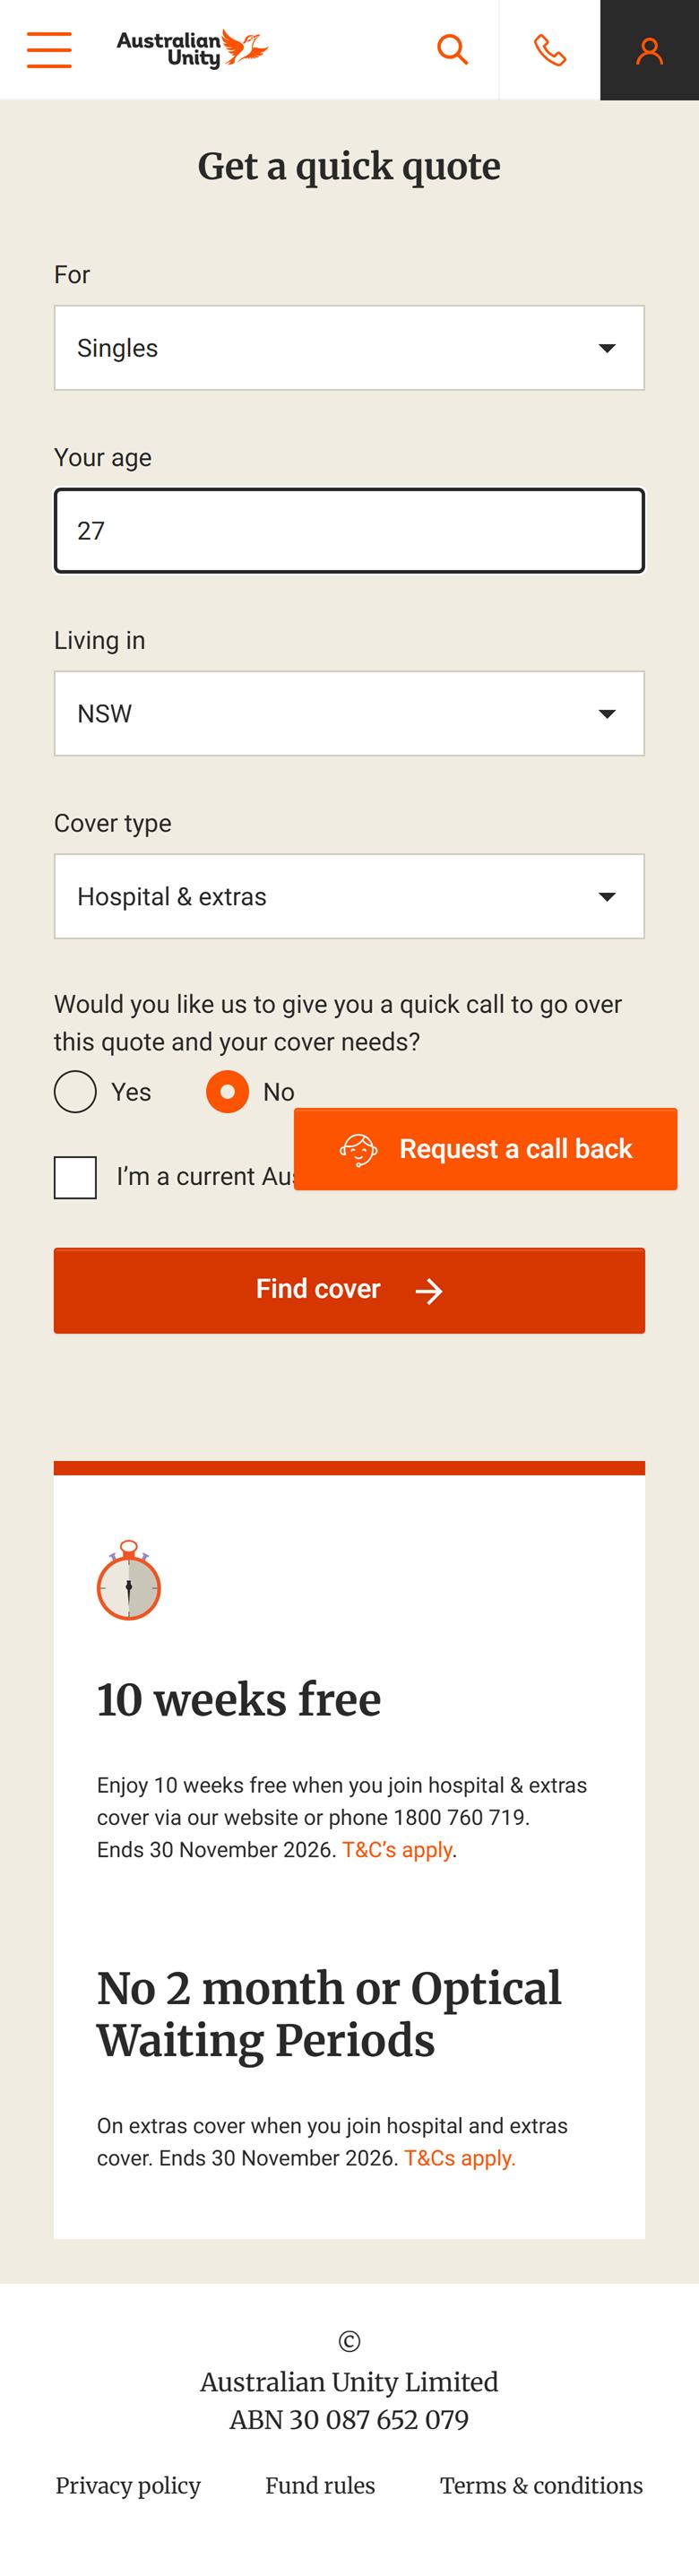 Australian
Unity
Get a quick quote
For
Singles
Your age
27
Living in
NSW
Cover type
Hospital & extras
Would you like us to give you a quick call to go over
this quote and your cover needs?
Yes
No
Request a call back
I’m a current
Find cover
10 weeks free
Enjoy 10 weeks free when you join hospital & extras
cover via our website or phone 1800 760 719.
Ends 30 November 2026. T&C’s apply.
No 2 month or Optical
Waiting Periods
On extras cover when you join hospital and extras
cover. Ends 30 November 2026. T&Cs apply.
©
Australian Unity Limited
ABN 30 087 652 079
Privacy policy
Fund rules
Terms & conditions